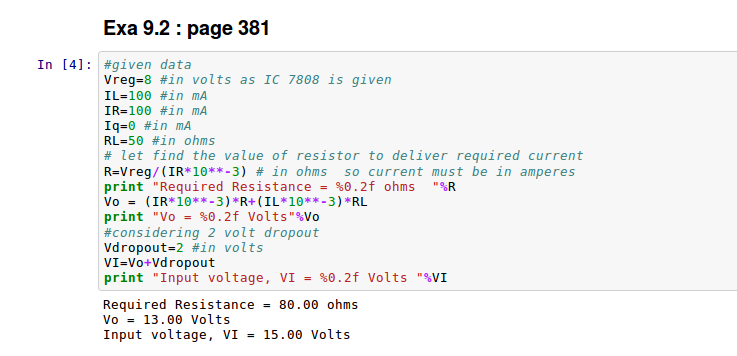 Exa 9.2 : page 381
In [4]: #given data
Vreg=8 #in volts as IC 7808 is given
IL=100 #in mA
IR=100 #in mA
Iq=0 #in mA
RL=50 #in ohms
# let find the value of resistor to deliver required current
R=Vreg/(IR*10**-3) # in ohms  so current must be in amperes
print "Required Resistance = %0.2f ohms  "%R
Vo = (IR*10**-3)*R+(IL*10**-3)*RL
print "Vo = %0.2f Volts"%Vo
#considering 2 volt dropout
Vdropout=2 #in volts
VI=Vo+Vdropout
print "Input voltage, VI = %0.2f Volts "%VI
Required Resistance = 80.00 ohms
Vo = 13.00 Volts
Input voltage, VI = 15.00 Volts